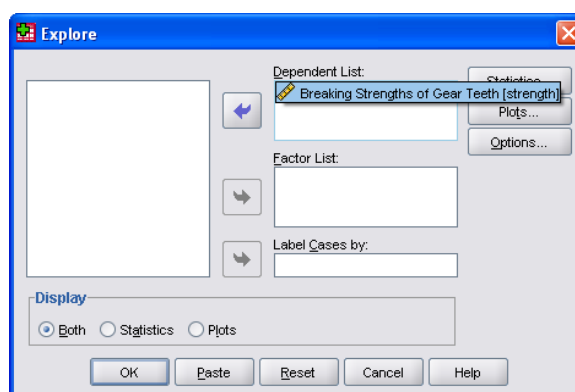 Explore
Dependent List:
Breaking Strengths of Gear Teeth [strength]
Statistics...
Plots...
Options...
Factor List:
Label Cases by:
Display
Both Statistics Plots
OK Paste Reset Cancel Help